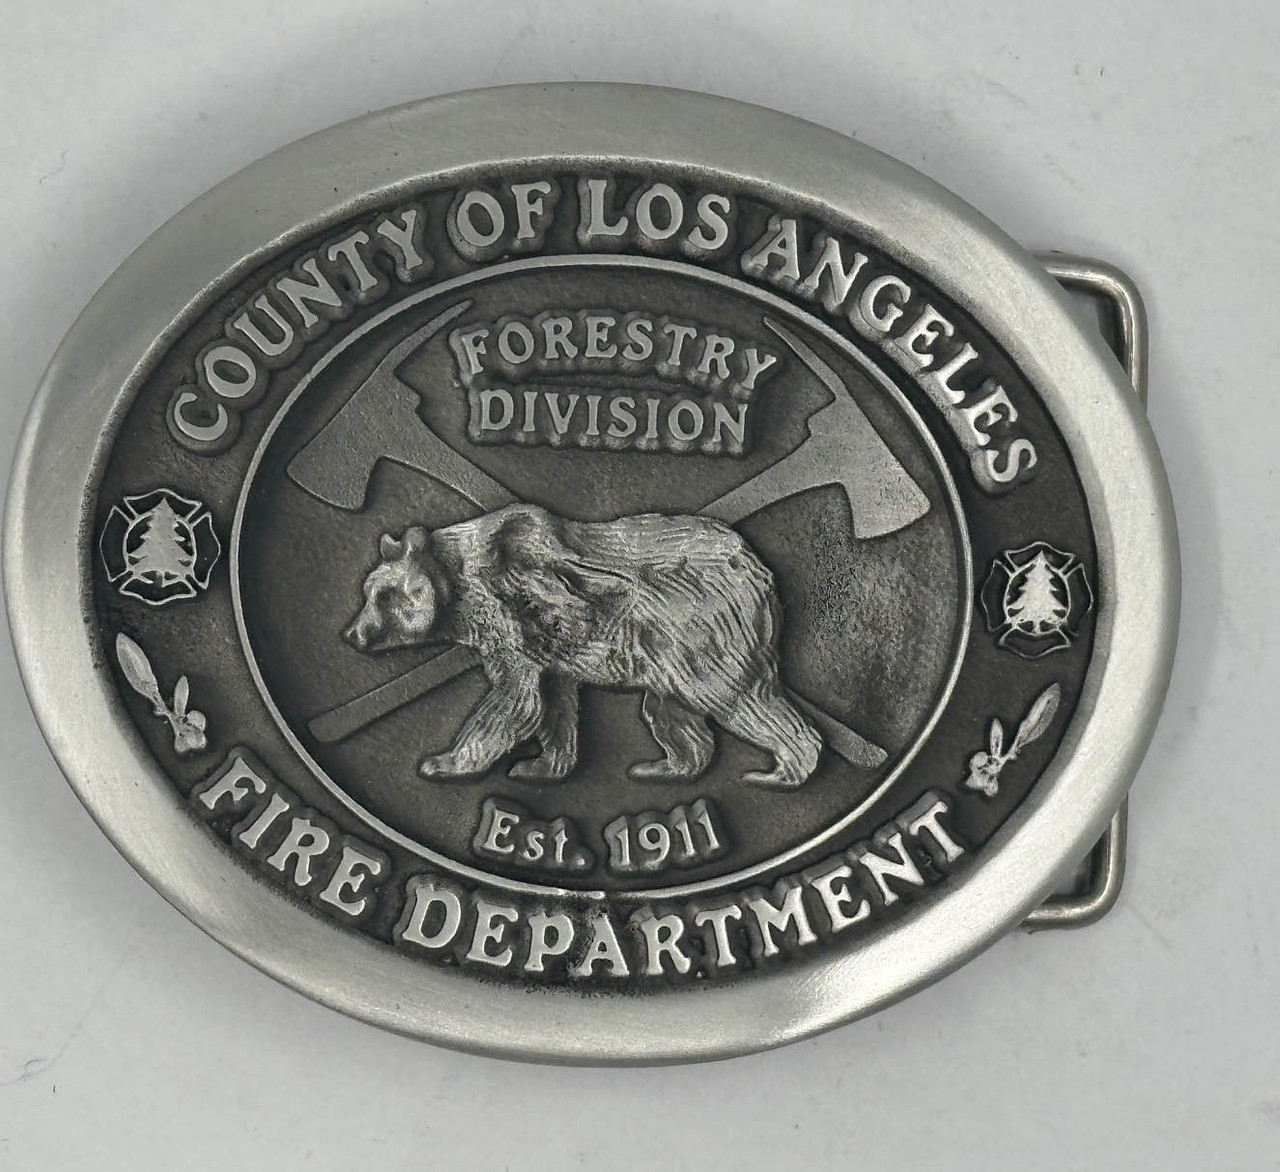 COUNTY OF LOS ANGELES
FORESTRY
DIVISION
Est. 1911
FIRE DEPARTMENT